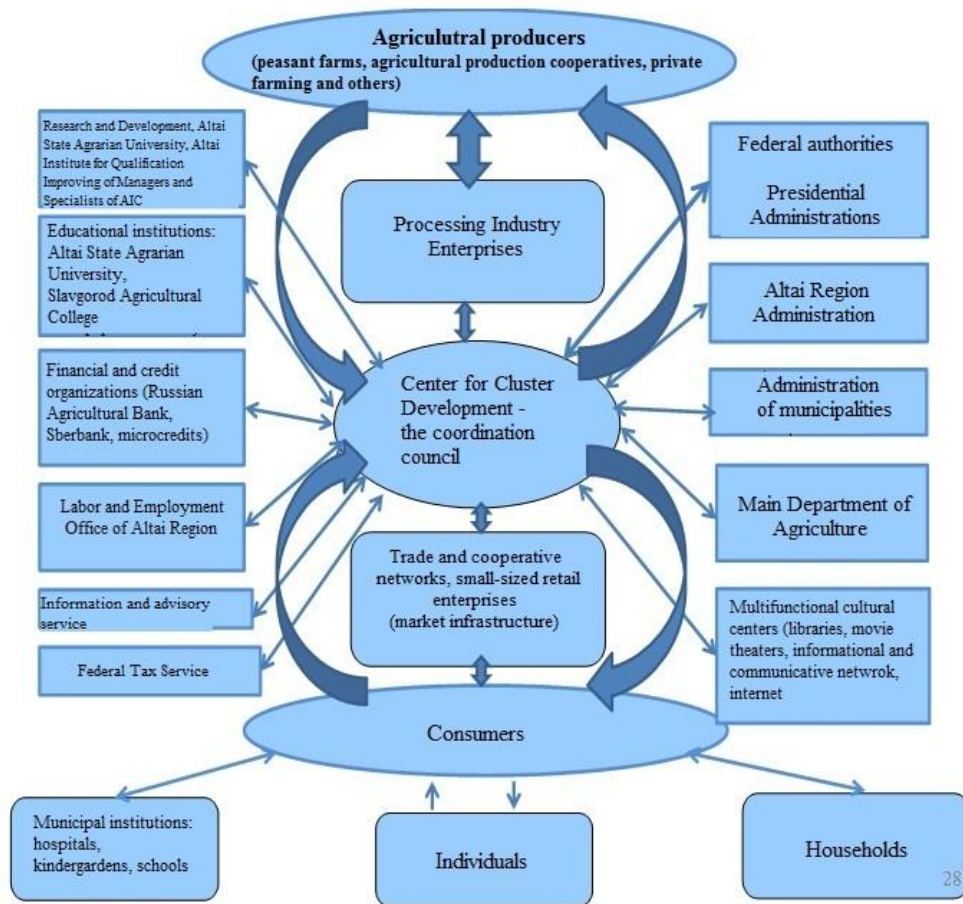 Agriculutral producers
(peasant farms, agricultural production cooperatives, private
farming and others)
Research and Development, Altai
State Agrarian University, Altai
Institute for Qualification
Improving of Managers and
Specialists of AIC
Educational institutions:
Altai State Agrarian
University,
Slavgorod Agricultural
College
Financial and credit
organizations (Russian
Agricultural Bank,
Sberbank, microcredits)
Labor and Employment
Office of Altai Region
Information and advisory
service
Federal Tax Service
Processing Industry
Enterprises
Center for Cluster
Development -
the coordination
council
Trade and cooperative
networks, small-sized retail
enterprises
(market infrastructure)
Federal authorities
Presidential
Administrations
Altai Region
Administration
Administration
of municipalities
Main Department of
Agriculture
Multifunctional cultural
centers (libraries, movie
theaters, informational and
communicative netwrok,
internet
Consumers
Municipal institutions:
hospitals,
kindergardens, schools
Individuals
Households
28